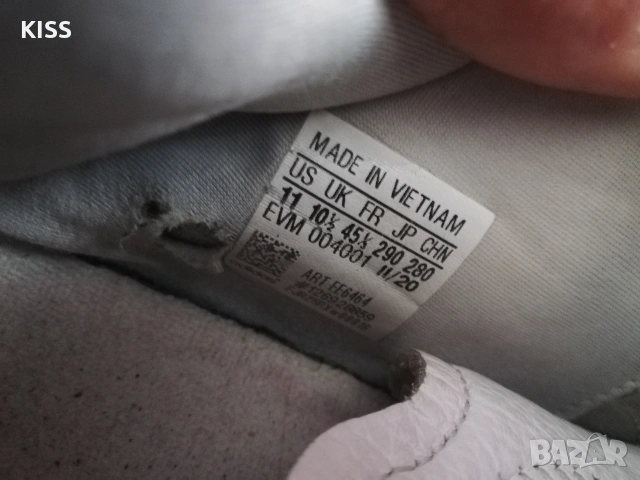 KISS
MADE IN VIETNAM
US UK FR JP CHN
11 10½ 45⅓ 290 280
EVM 004001 11/20
ART EE6464
BAZAR